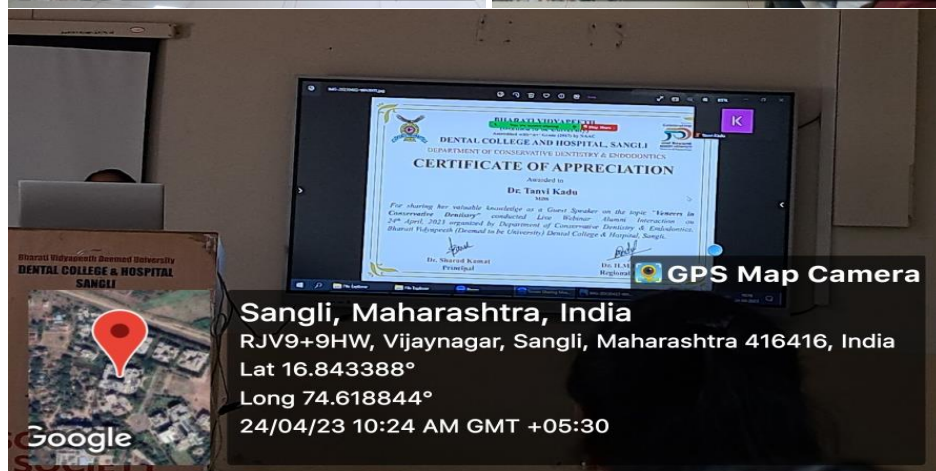 BHARATI VIDYAPEETH
DENTAL COLLEGE AND HOSPITAL, SANGLI
DEPARTMENT OF CONSERVATIVE DENTISTRY & ENDODONTICS
CERTIFICATE OF APPRECIATION
Awarded to
Dr. Tanvi Kadu
MDS
For sharing her valuable knowledge as a Guest Speaker on the topic "Veneers in
Conservative Dentistry" conducted Live Webinar Alumni Interaction on
24th April, 2023 organized by Department of Conservative Dentistry & Endodontics,
Bharati Vidyapeeth (Deemed to be University) Dental College & Hospital, Sangli.
Dr. Sharad Kamat
Principal
Dr. H.M.
Regional
K
Bharati Vidyapeeth Deemed University
DENTAL COLLEGE & HOSPITAL
SANGLI
GPS Map Camera
Sangli, Maharashtra, India
RJV9+9HW, Vijaynagar, Sangli, Maharashtra 416416, India
Lat 16.843388°
Long 74.618844°
24/04/23 10:24 AM GMT +05:30
Google